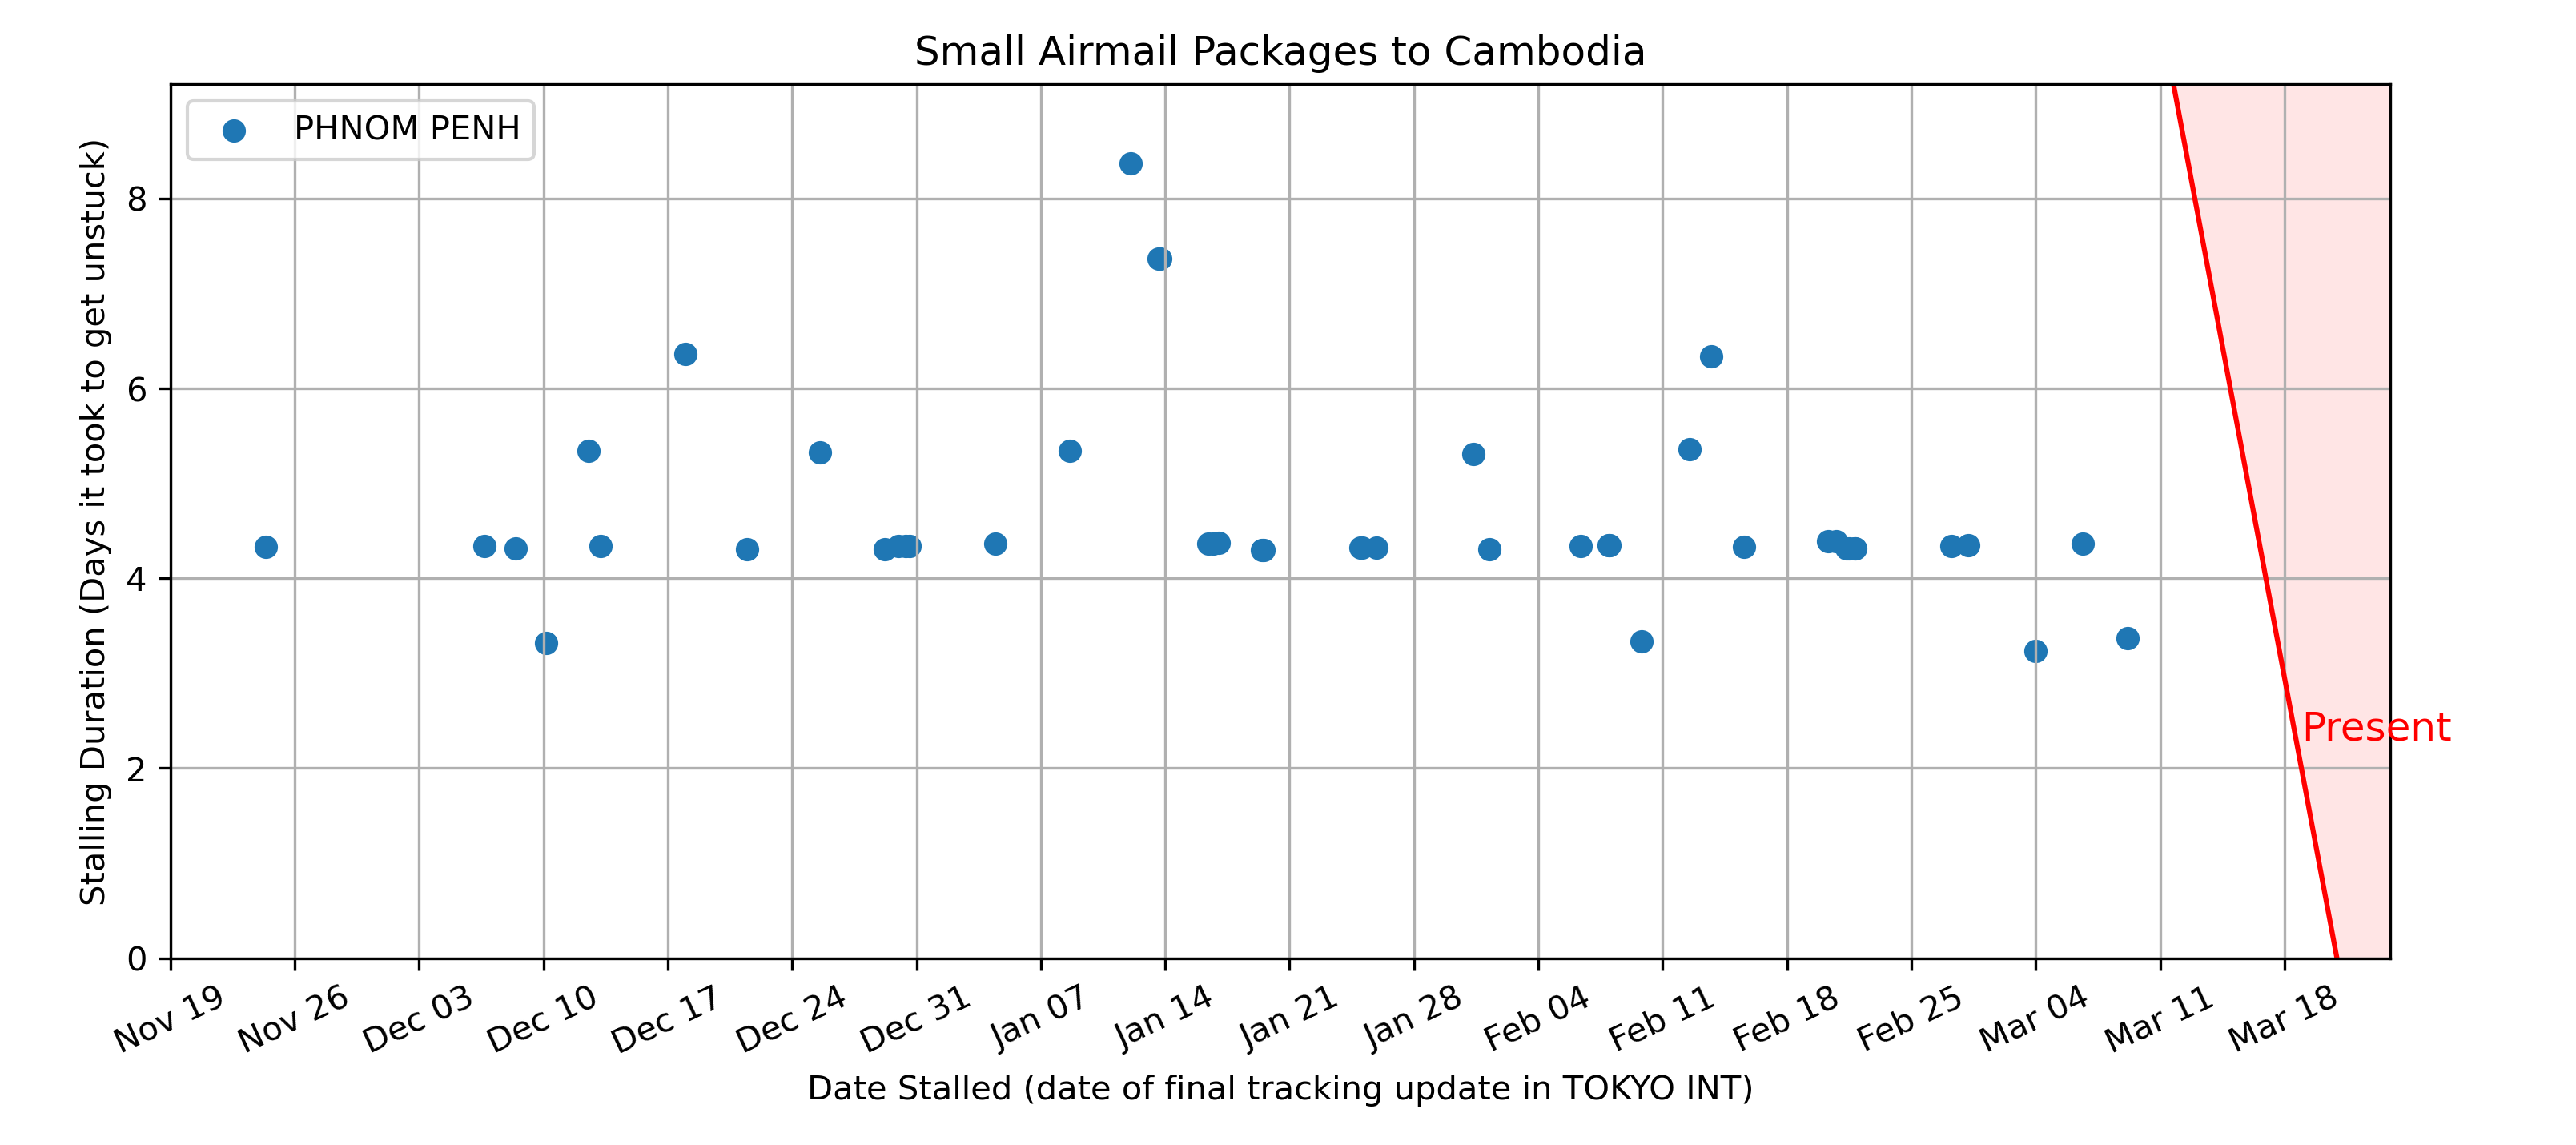 Small Airmail Packages to Cambodia
PHNOM PENH
Stalling Duration (Days it took to get unstuck)
8
6
4
2
0
Present
Nov 19
Nov 26
Dec 03
Dec 10
Dec 17
Dec 24
Dec 31
Jan 07
Jan 14
Jan 21
Jan 28
Feb 04
Feb 11
Feb 18
Feb 25
Mar 04
Mar 11
Mar 18
Date Stalled (date of final tracking update in TOKYO INT)